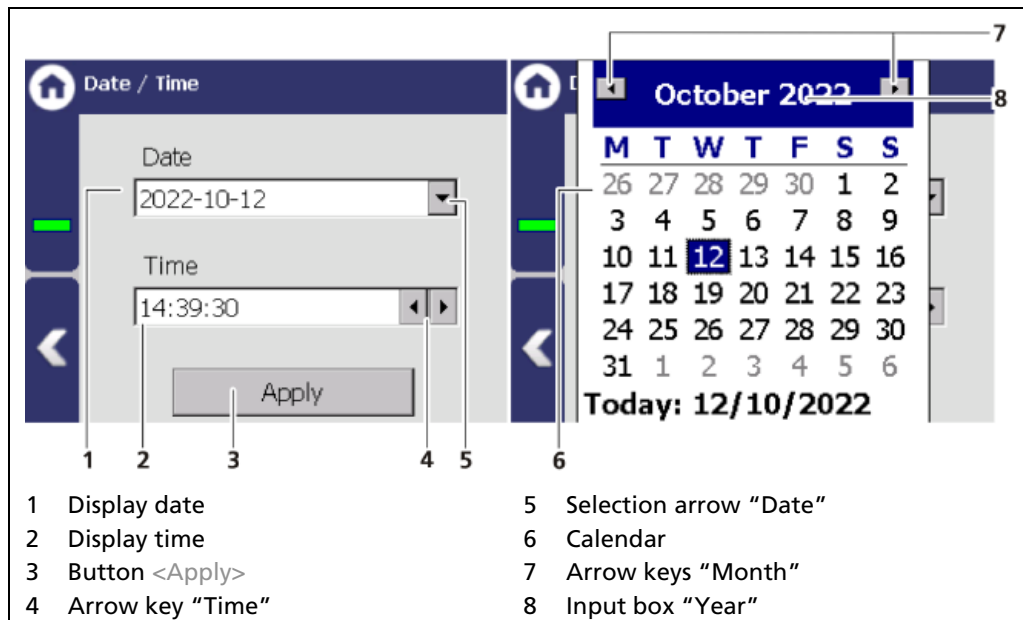 7
Date / Time
D
October 2022
8
M T W T F S S
Date
26 27 28 29 30 1 2
2022-10-12
3 4 5 6 7 8 9
Time
10 11 12 13 14 15 16
14:39:30
17 18 19 20 21 22 23
24 25 26 27 28 29 30
Apply
31 1 2 3 4 5 6
Today: 12/10/2022
1 2 3 4 5 6
1 Display date
2 Display time
3 Button <Apply>
4 Arrow key “Time”
5 Selection arrow “Date”
6 Calendar
7 Arrow keys “Month”
8 Input box “Year”